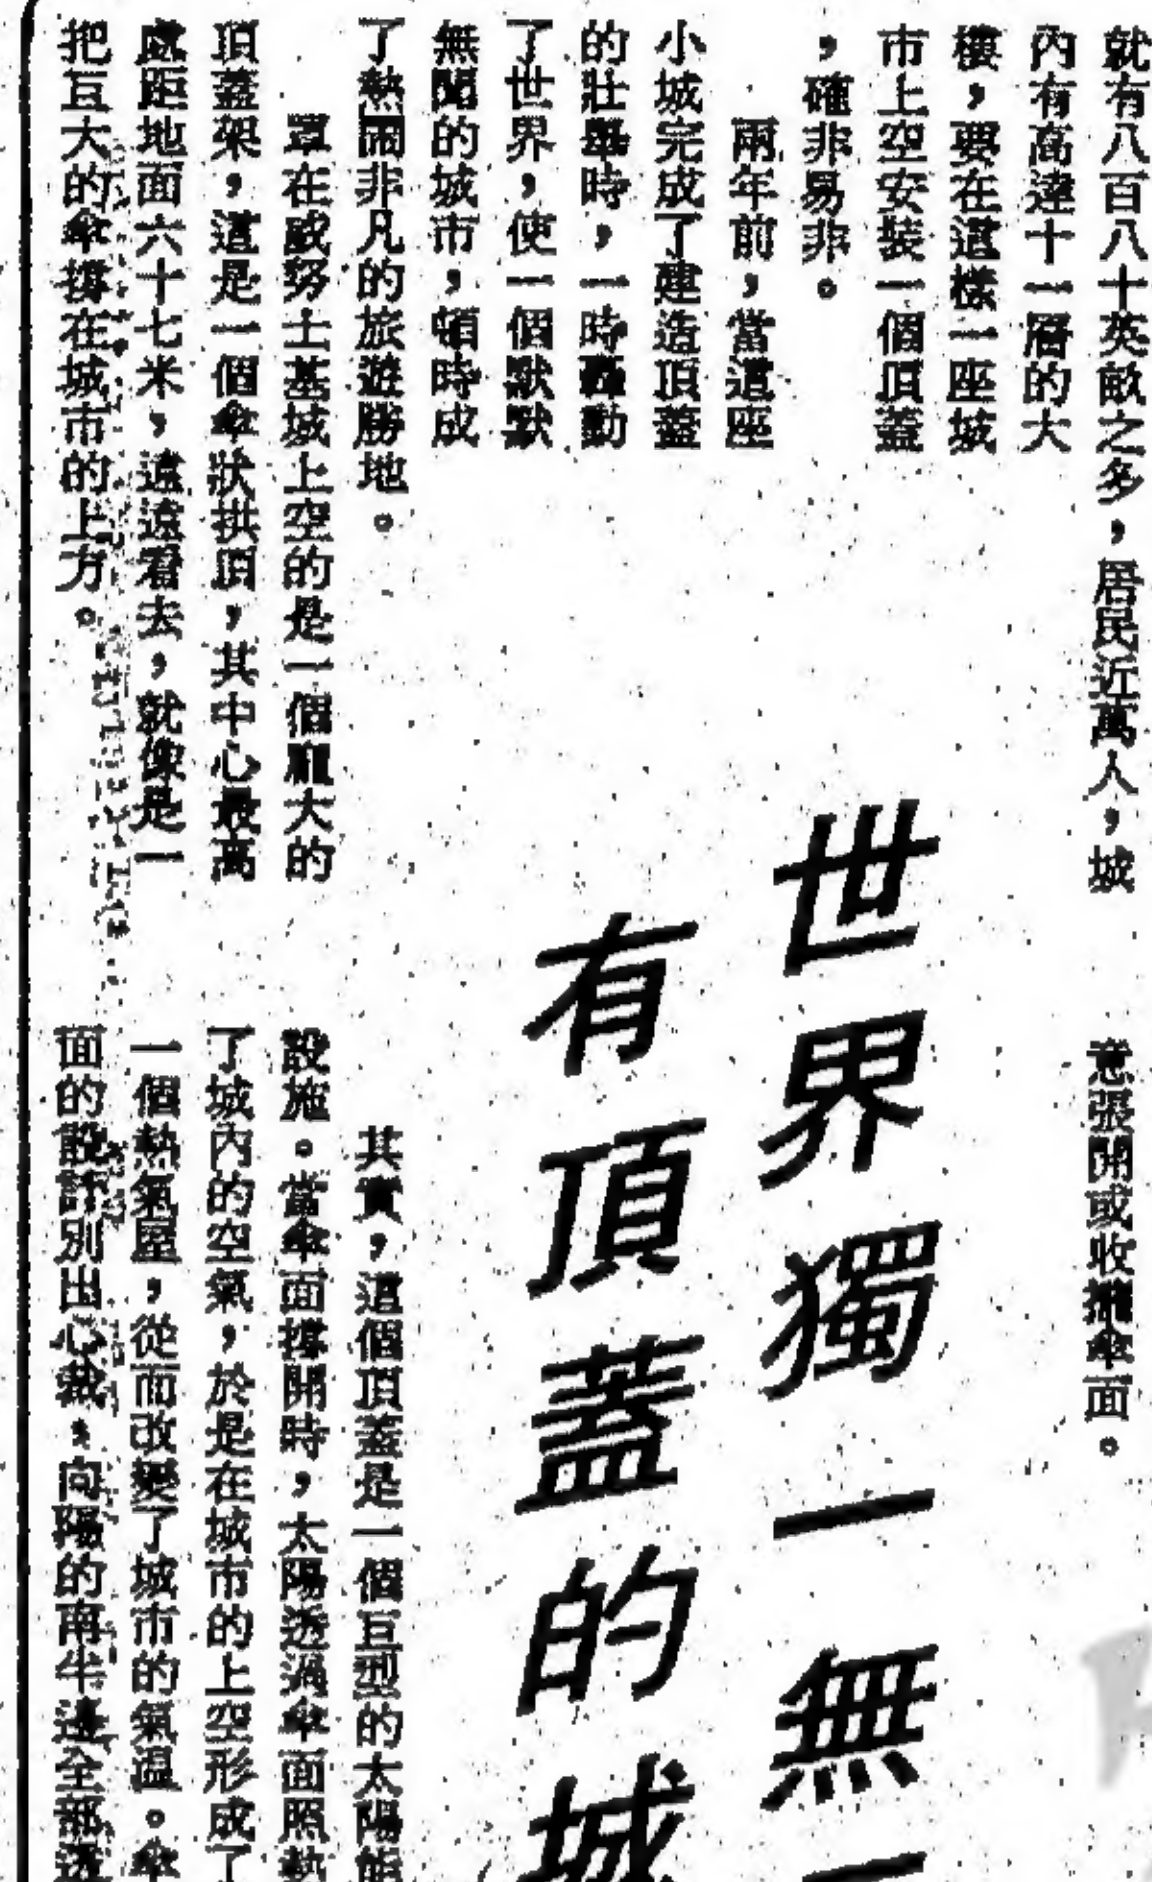 就有八百八十英畝之多，居民近萬人，城
內有高達十一層的大
樓，要在這樣一座城
市上空安裝一個頂蓋
，確非易非。
兩年前，當這座
小城完成了建造頂蓋
的壯舉時，一時轟動
了世界，使一個默默
無聞的城市，頓時成
了熱鬧非凡的旅遊勝地。
罩在威努士基城上空的是一個龐大的
頂蓋架，這是一個傘狀拱頂，其中心最高
處距地面六十七米，遠遠看去，就像是一
把巨大的傘撐在城市的上方。
世界獨一無二
有頂蓋的城
意張開或收攏傘面。
其實，這個頂蓋是一個巨型的太陽能
設施。當傘面撐開時，太陽透過傘面照熱
了城內的空氣，於是在城市的上空形成了
一個熱氣屋，從而改變了城市的氣溫。傘
面的設計別出心裁，向陽的南半邊全部透